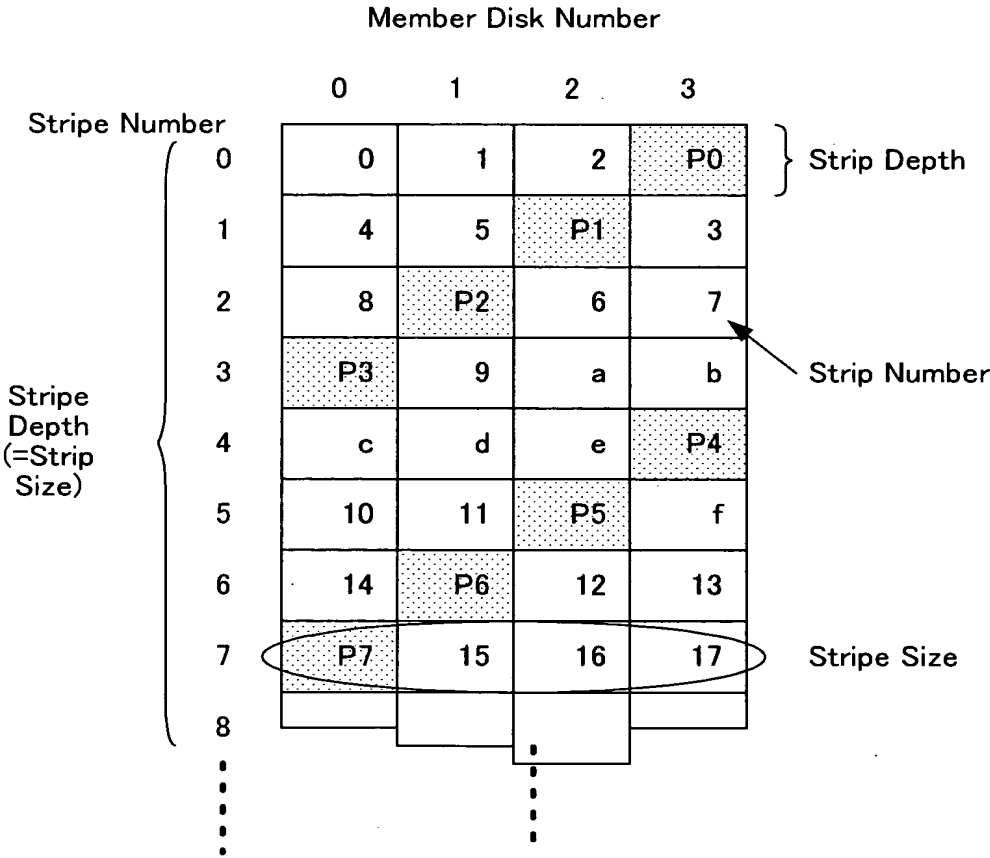 Member Disk Number
0 1 2 3
Stripe Number
0 0 1 2 P0 Strip Depth
1 4 5 P1 3
2 8 P2 6 7
3 P3 9 a b Strip Number
Stripe
Depth
(=Strip
Size)
4 c d e P4
5 10 11 P5 f
6 14 P6 12 13
7 P7 15 16 17 Stripe Size
8